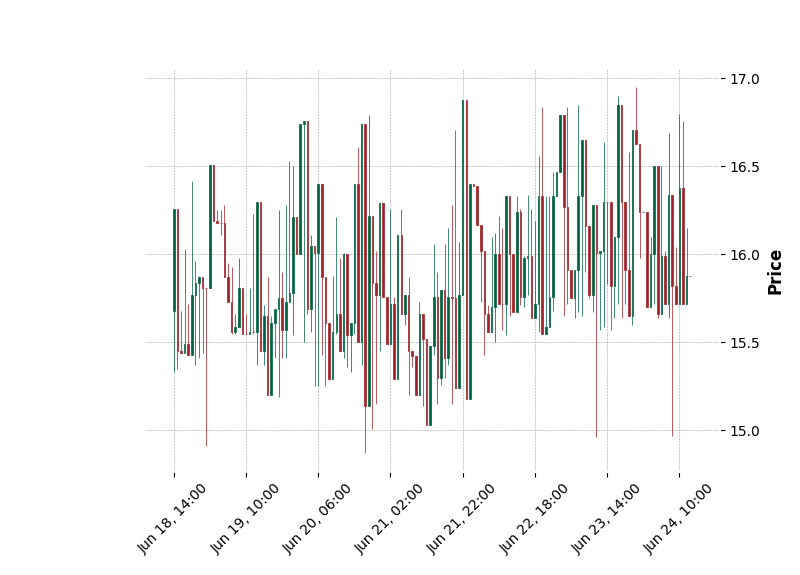 17.0
16.5
16.0
15.5
15.0
Price
Jun 18, 14:00
Jun 19, 10:00
Jun 20, 06:00
Jun 21, 02:00
Jun 21, 22:00
Jun 22, 18:00
Jun 23, 14:00
Jun 24, 10:00